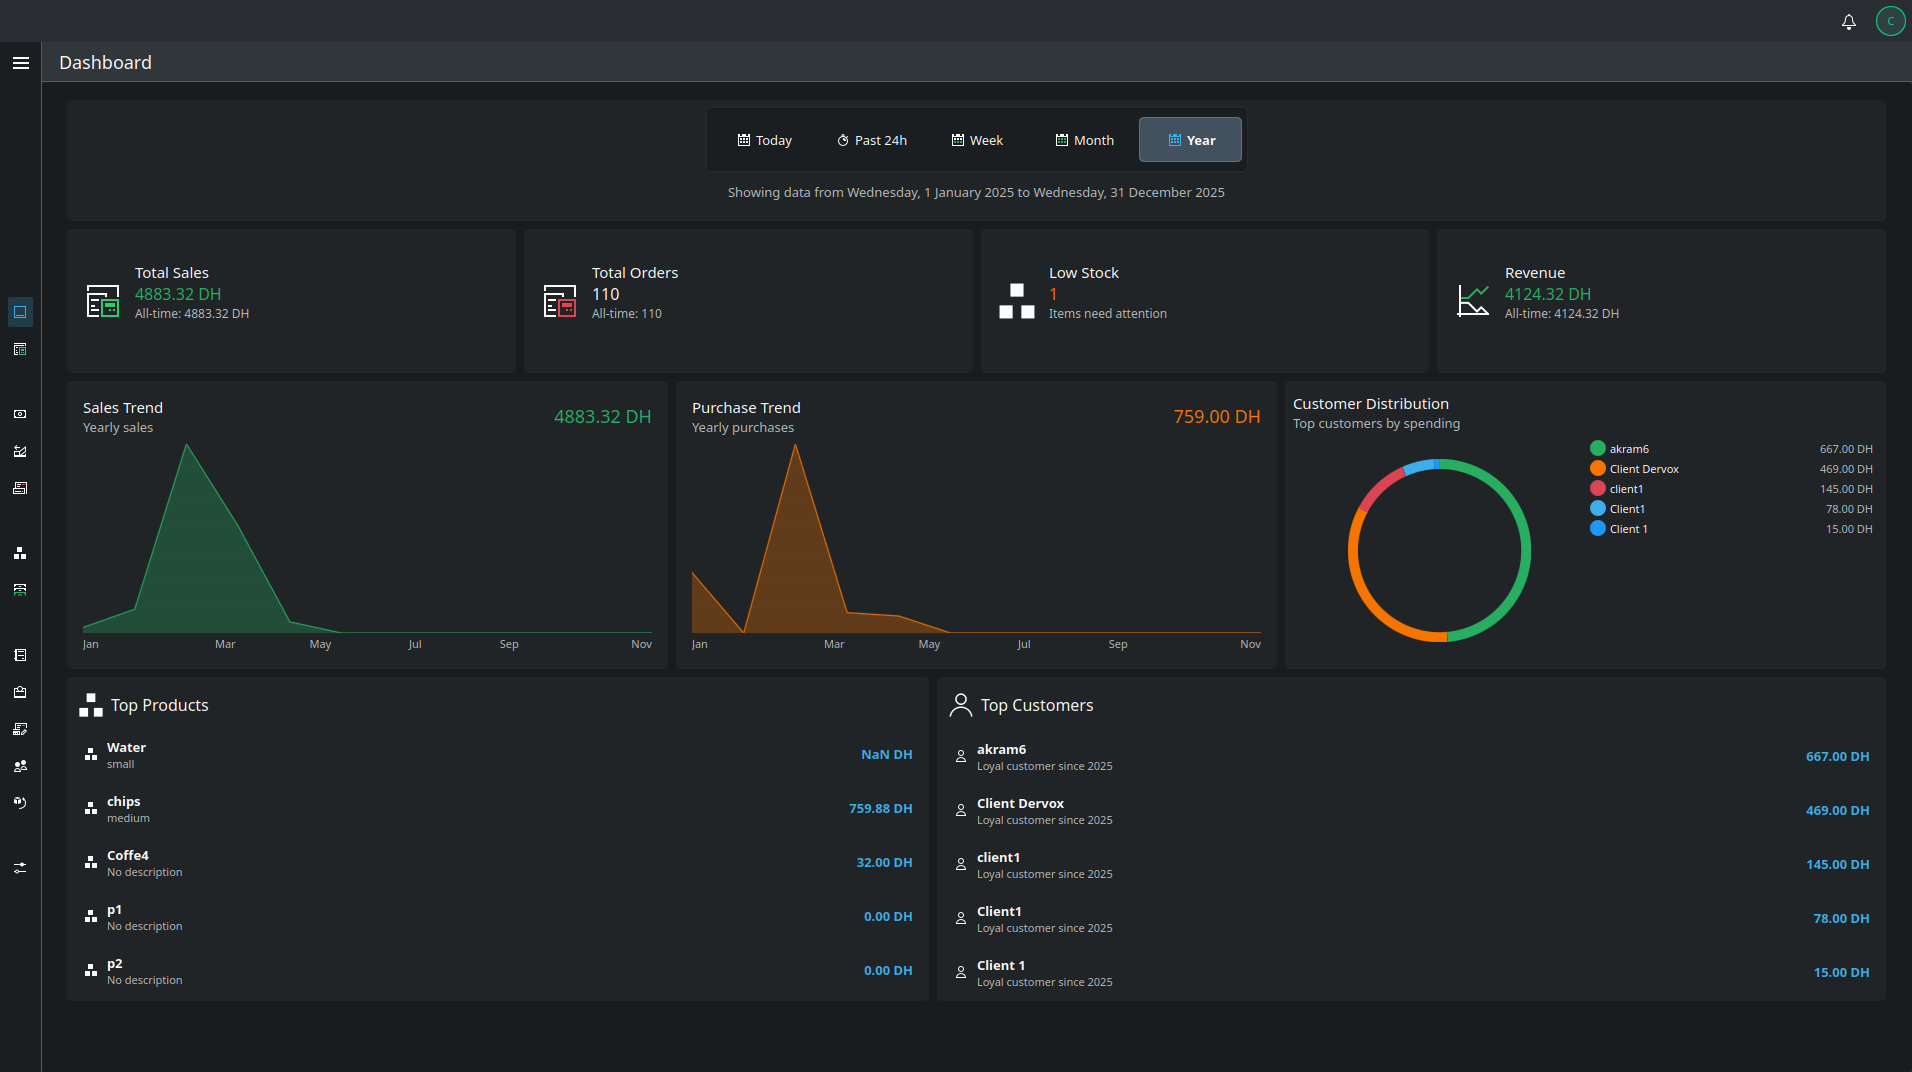 C
Dashboard
Today
Past 24h
Week
Month
Year
Showing data from Wednesday, 1 January 2025 to Wednesday, 31 December 2025
Total Sales
4883.32 DH
All-time: 4883.32 DH
Total Orders
110
All-time: 110
Low Stock
1
Items need attention
Revenue
4124.32 DH
All-time: 4124.32 DH
Sales Trend
4883.32 DH
Yearly sales
Jan
Mar
May
Jul
Sep
Nov
Purchase Trend
759.00 DH
Yearly purchases
Jan
Mar
May
Jul
Sep
Nov
Customer Distribution
Top customers by spending
akram6 667.00 DH
Client Dervox 469.00 DH
client1 145.00 DH
Client1 78.00 DH
Client 1 15.00 DH
Top Products
Water
small
NaN DH
chips
medium
759.88 DH
Coffe4
No description
32.00 DH
p1
No description
0.00 DH
p2
No description
0.00 DH
Top Customers
akram6
Loyal customer since 2025
667.00 DH
Client Dervox
Loyal customer since 2025
469.00 DH
client1
Loyal customer since 2025
145.00 DH
Client1
Loyal customer since 2025
78.00 DH
Client 1
Loyal customer since 2025
15.00 DH